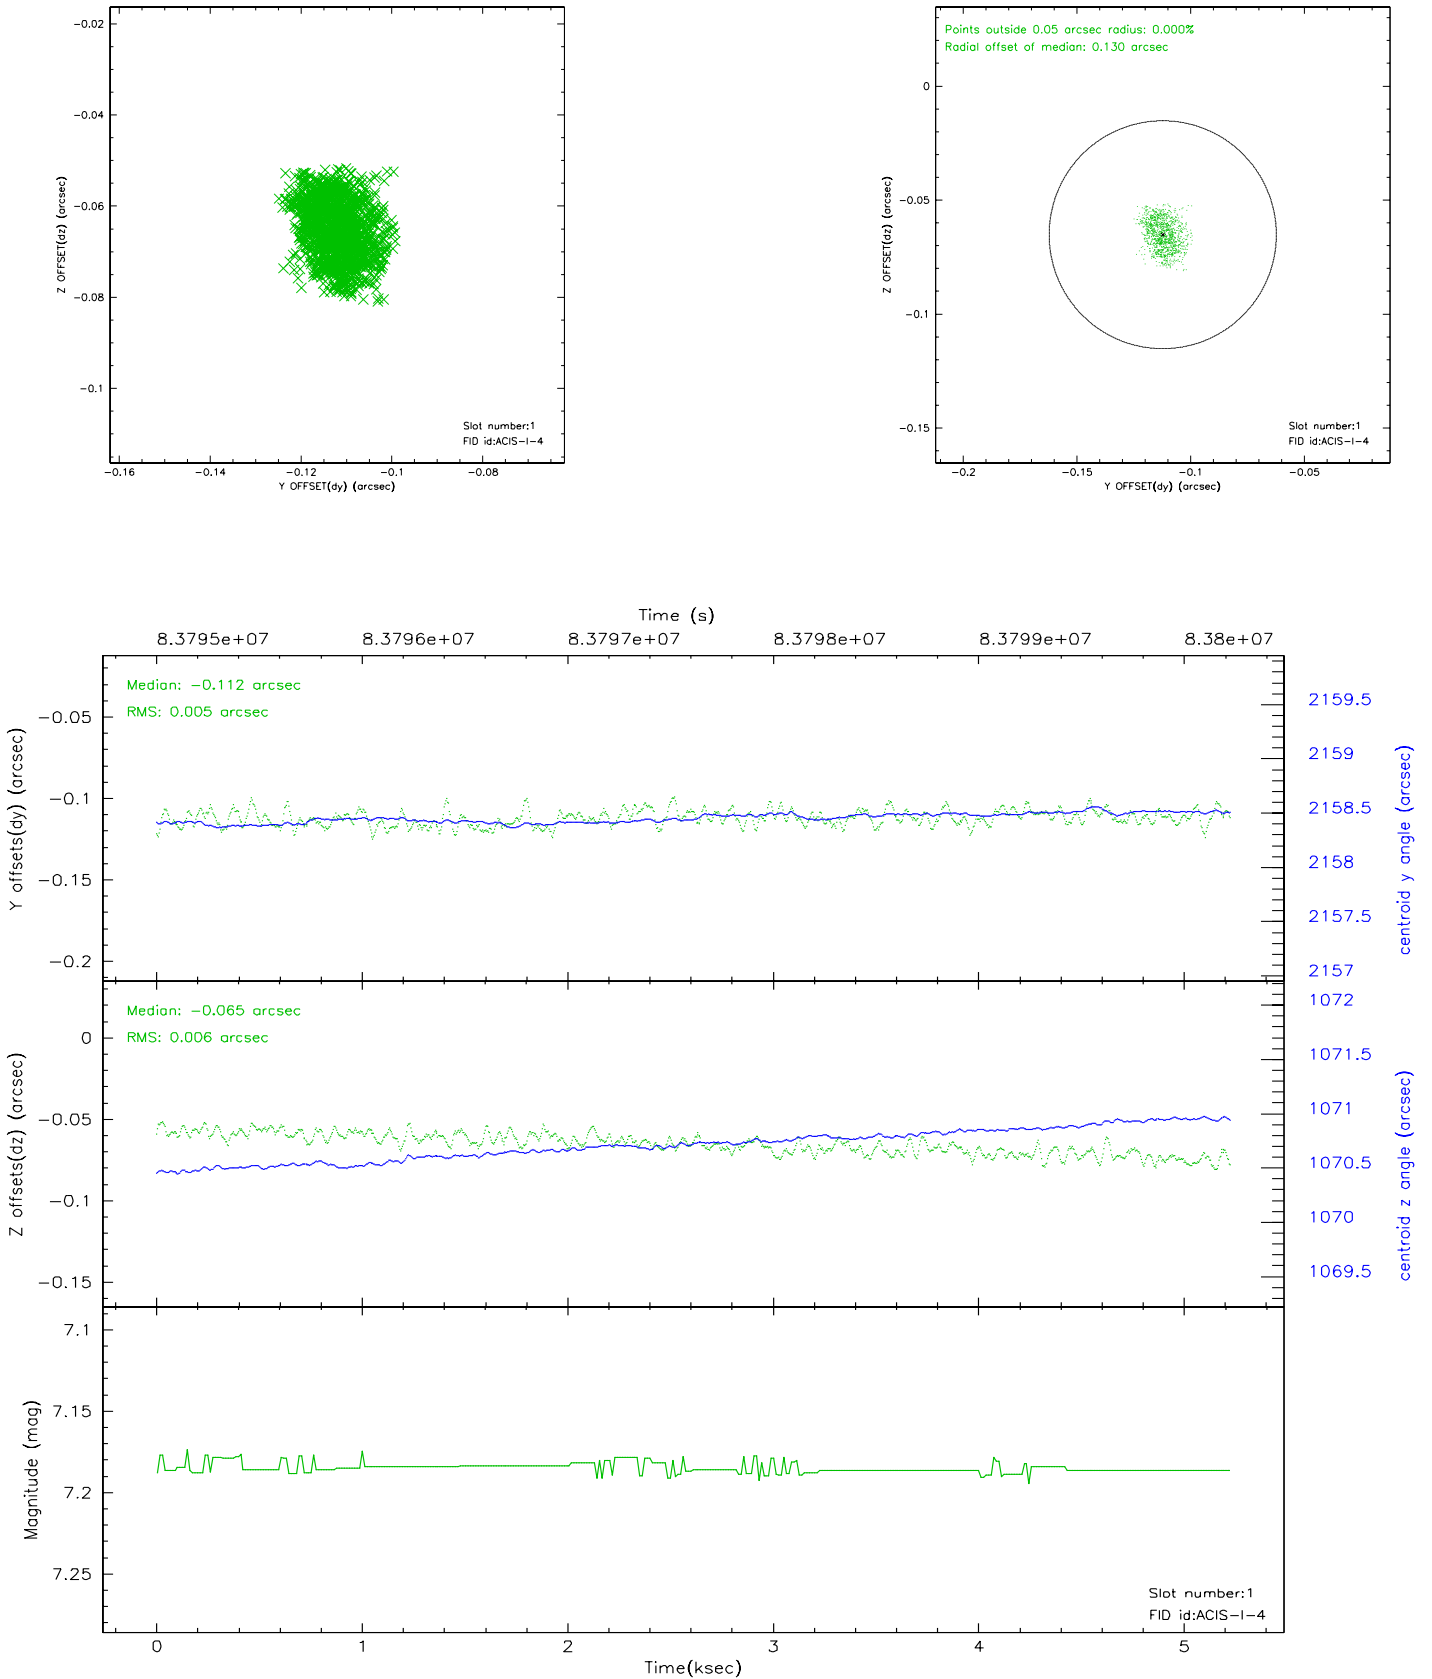 −0.02
−0.04
−0.06
−0.08
−0.1
Z OFFSET(dz) (arcsec)
Slot number:1
FID id:ACIS−I−4
−0.16 −0.14 −0.12 −0.1 −0.08
Y OFFSET(dy) (arcsec)
Points outside 0.05 arcsec radius: 0.000%
Radial offset of median: 0.130 arcsec
0
−0.05
−0.1
−0.15
Z OFFSET(dz) (arcsec)
Slot number:1
FID id:ACIS−I−4
−0.2 −0.15 −0.1 −0.05
Y OFFSET(dy) (arcsec)
Time (s)
8.3795e+07 8.3796e+07 8.3797e+07 8.3798e+07 8.3799e+07 8.38e+07
Median: −0.112 arcsec
RMS: 0.005 arcsec
−0.05
−0.1
−0.15
−0.2
Y offsets(dy) (arcsec)
2159.5
2159
2158.5
2158
2157.5
2157
centroid y angle (arcsec)
Median: −0.065 arcsec
RMS: 0.006 arcsec
0
−0.05
−0.1
−0.15
Z offsets(dz) (arcsec)
1072
1071.5
1071
1070.5
1070
1069.5
centroid z angle (arcsec)
7.1
7.15
7.2
7.25
Magnitude (mag)
Slot number:1
FID id:ACIS−I−4
0 1 2 3 4 5
Time(ksec)